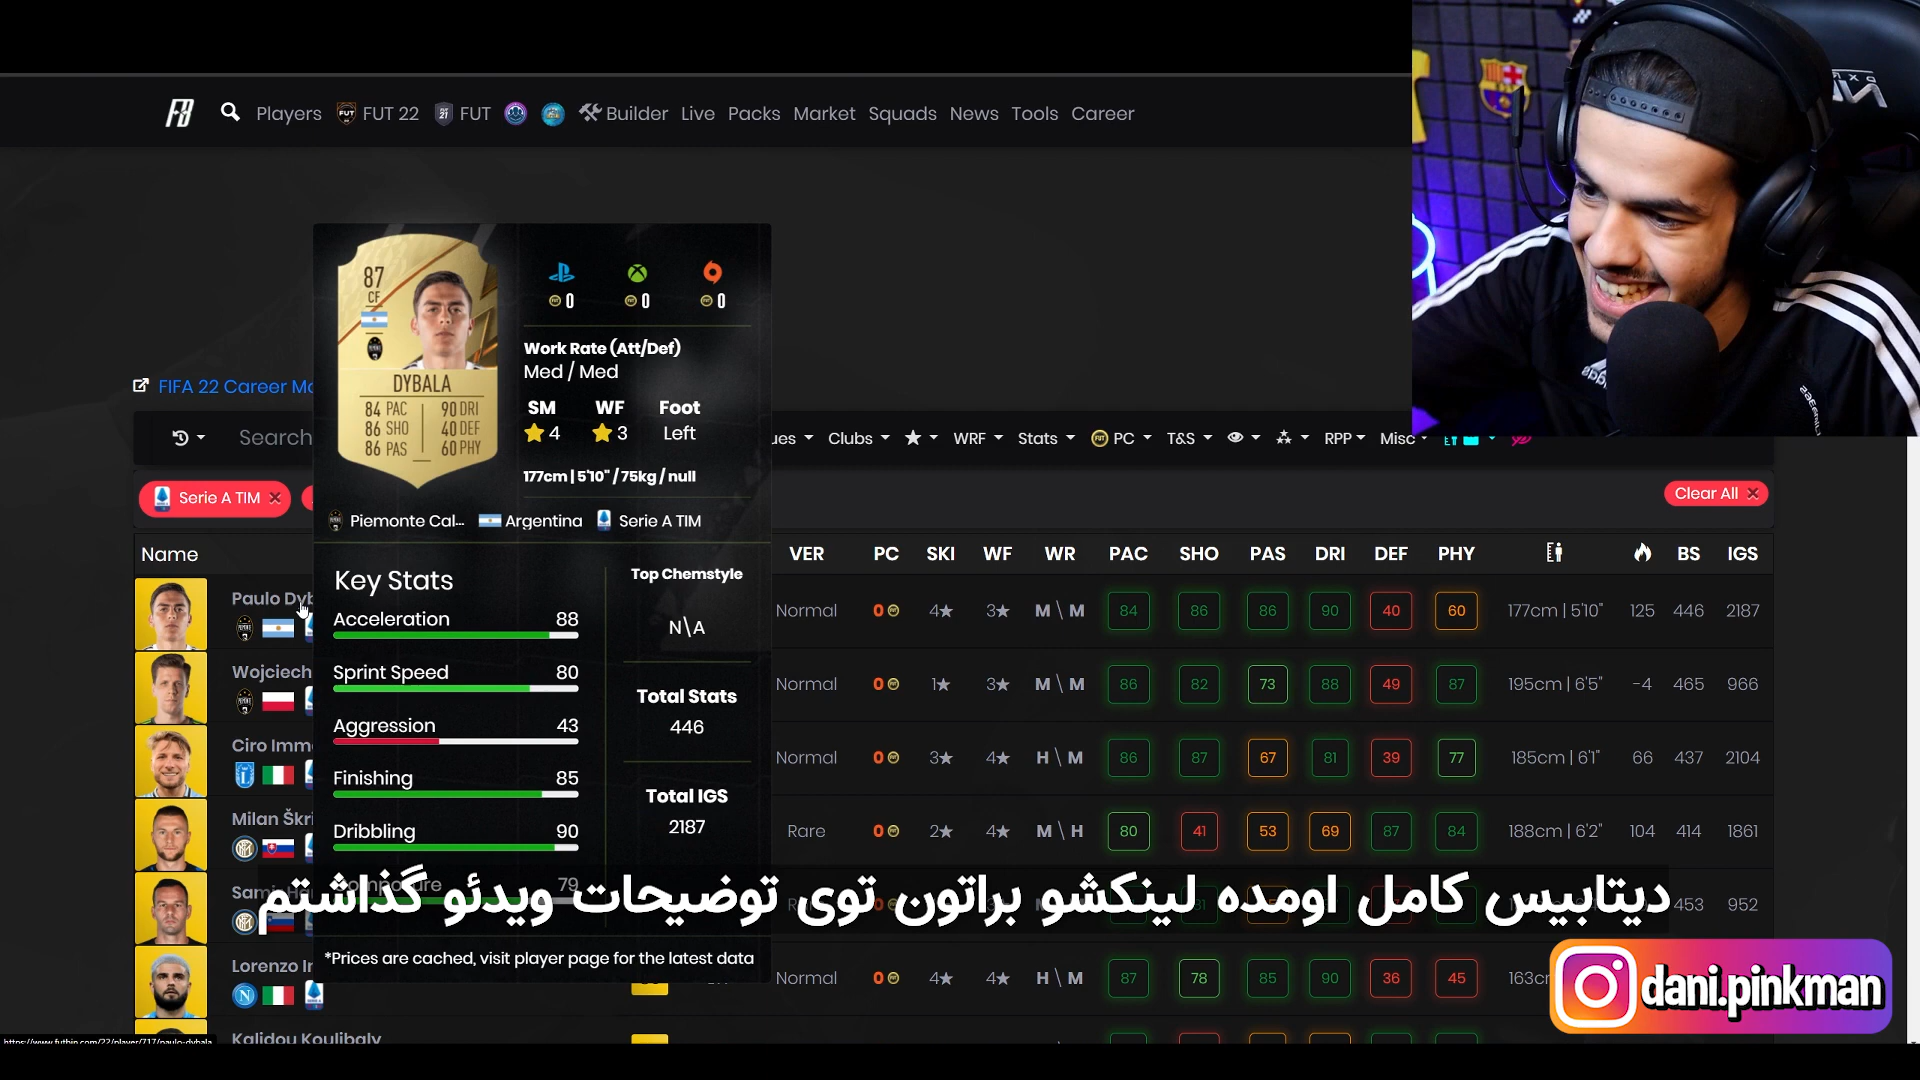 Players FUT 22 FUT Builder Live Packs Market Squads News Tools Career
FIFA 22 Career
Search
Clubs WRF Stats PC T&S RPP Misc
Serie A TIM
Clear All
87
CF
DYBALA
84 PAC 90 DRI
86 SHO 40 DEF
86 PAS 60 PHY
0 0 0
Work Rate (Att/Def)
Med / Med
SM WF Foot
4 3 Left
177cm | 5'10" / 75kg / null
Piemonte Cal... Argentina Serie A TIM
Key Stats
Acceleration 88
Sprint Speed 80
Aggression 43
Finishing 85
Dribbling 90
79
Top Chemstyle
N\A
Total Stats
446
Total IGS
2187
*Prices are cached, visit player page for the latest data
Name VER PC SKI WF WR PAC SHO PAS DRI DEF PHY BS IGS
Paulo Normal 0 4★ 3★ M \ M 84 86 86 90 40 60 177cm | 5'10" 125 446 2187
Wojciech Normal 0 1★ 3★ M \ M 86 82 73 88 49 87 195cm | 6'5" -4 465 966
Ciro Normal 0 3★ 4★ H \ M 86 87 67 81 39 77 185cm | 6'1" 66 437 2104
Milan Rare 0 2★ 4★ M \ H 80 41 53 69 87 84 188cm | 6'2" 104 414 1861
453 952
Lorenzo Normal 0 4★ 4★ H \ M 87 78 85 90 36 45
Kalidou Koulibaly
دیتابیس کامل اومده لینکشو براتون توی توضیحات ویدئو گذاشتم
dani.pinkman
https://www.futbin.com/22/player/717/paulo-dybala